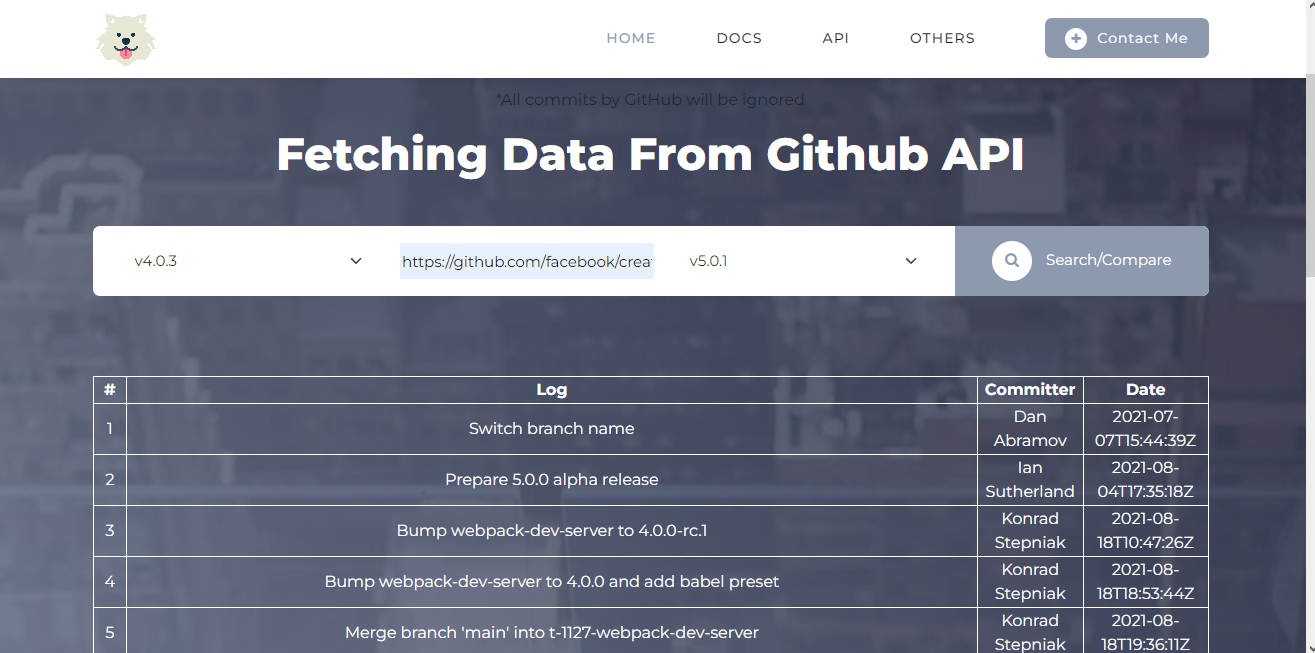 HOME DOCS API OTHERS Contact Me
*All commits by GitHub will be ignored
Fetching Data From Github API
v4.0.3 https://github.com/facebook/crea v5.0.1 Search/Compare
# Log Committer Date
1 Switch branch name Dan Abramov 2021-07-07T15:44:39Z
2 Prepare 5.0.0 alpha release Ian Sutherland 2021-08-04T17:35:18Z
3 Bump webpack-dev-server to 4.0.0-rc.1 Konrad Stepniak 2021-08-18T10:47:26Z
4 Bump webpack-dev-server to 4.0.0 and add babel preset Konrad Stepniak 2021-08-18T18:53:44Z
5 Merge branch 'main' into t-1127-webpack-dev-server Konrad Stepniak 2021-08-18T19:36:11Z